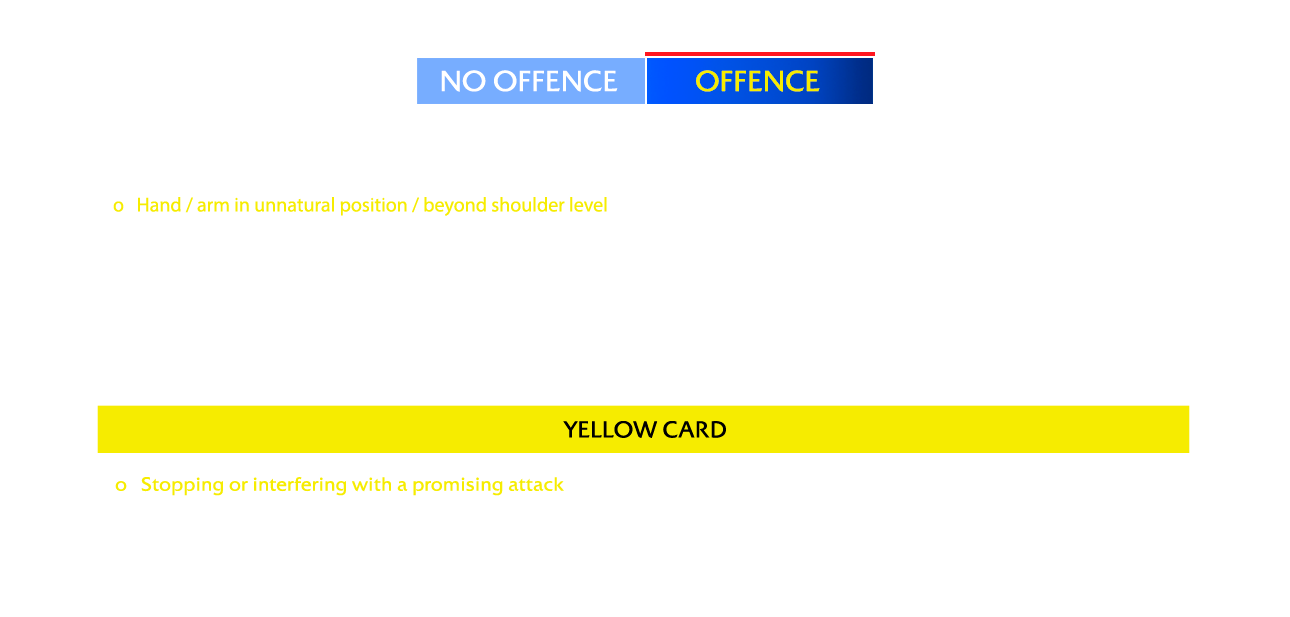 NO OFFENCE OFFENCE
o Hand / arm in unnatural position / beyond shoulder level
YELLOW CARD
o Stopping or interfering with a promising attack